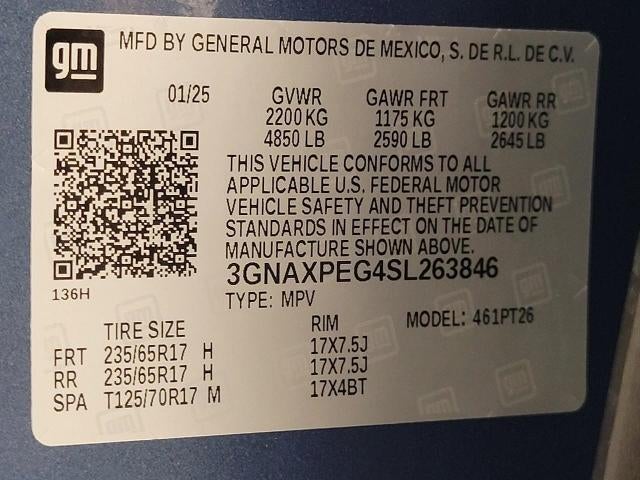 gm MFD BY GENERAL MOTORS DE MEXICO, S. DE R.L. DE C.V.
01/25 GVWR GAWR FRT GAWR RR
2200 KG 1175 KG 1200 KG
4850 LB 2590 LB 2645 LB
THIS VEHICLE CONFORMS TO ALL
APPLICABLE U.S. FEDERAL MOTOR
VEHICLE SAFETY AND THEFT PREVENTION
STANDARDS IN EFFECT ON THE DATE OF
MANUFACTURE SHOWN ABOVE.
3GNAXPEG4SL263846
136H
TYPE: MPV MODEL: 461PT26
TIRE SIZE RIM
FRT 235/65R17 H 17X7.5J
RR 235/65R17 H 17X7.5J
SPA T125/70R17 M 17X4BT